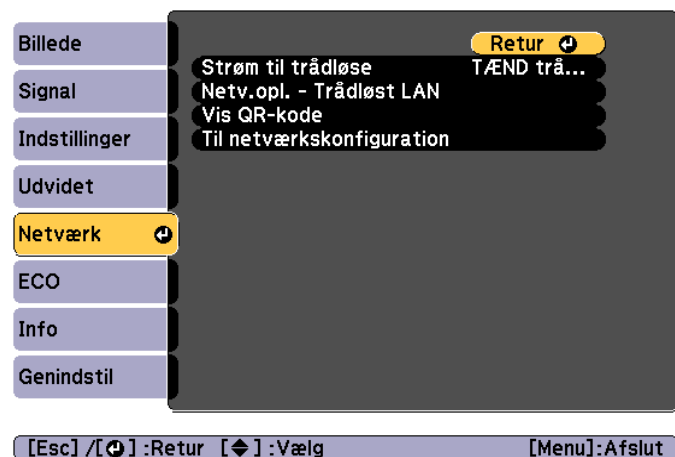 Billede
Signal
Indstillinger
Udvidet
Netværk
ECO
Info
Genindstil
Retur
Strøm til trådløse TÆND trå...
Netv.opl. - Trådløst LAN
Vis QR-kode
Til netværkskonfiguration
[Esc] /[ ] :Retur [ ] :Vælg [Menu]:Afslut